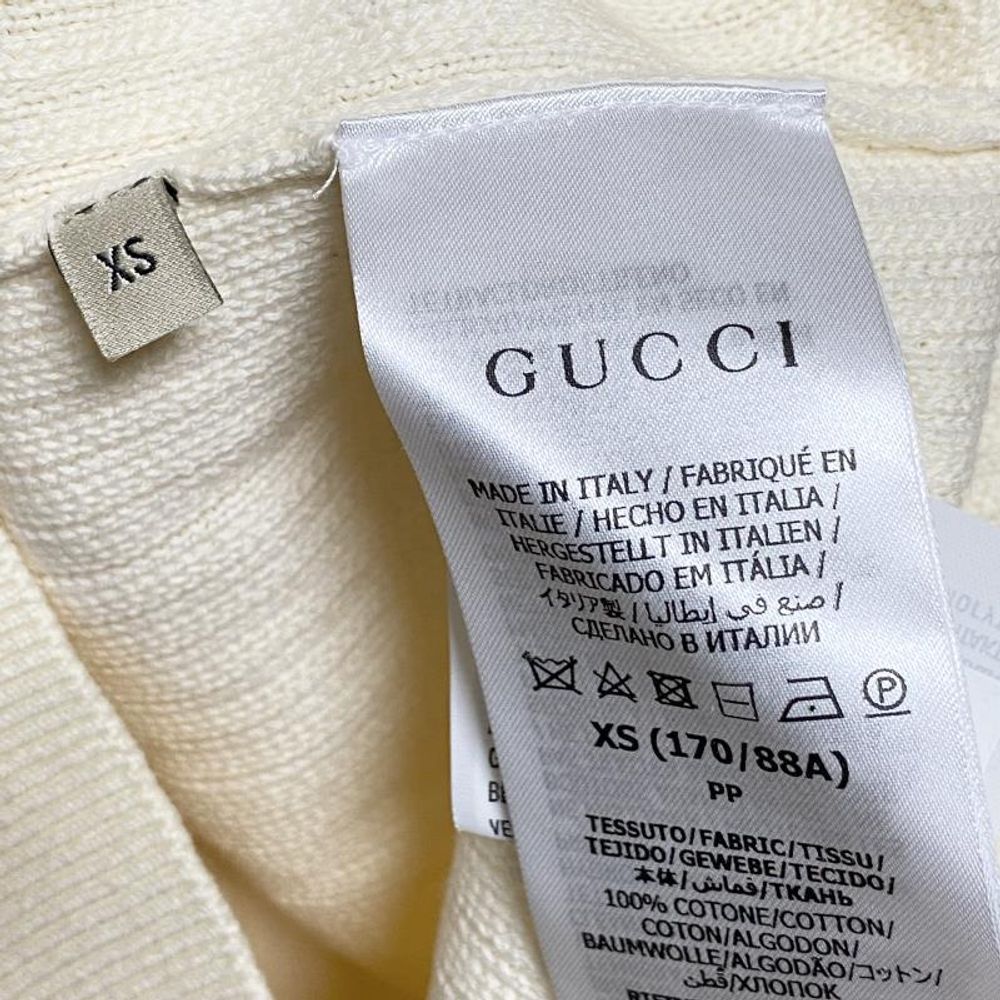 XS
GUCCI
MADE IN ITALY / FABRIQUÉ EN
ITALIE / HECHO EN ITALIA /
HERGESTELLT IN ITALIEN /
FABRICADO EM ITÁLIA /
イタリア製 / صنع في إيطاليا /
СДЕЛАНО В ИТАЛИИ
P
XS (170/88A)
PP
TESSUTO/FABRIC/TISSU/
TEJIDO/GEWEBE/TECIDO/
本体/قماش/ТКАНЬ
100% COTONE/COTTON/
COTON/ALGODON/
BAUMWOLLE/ALGODÃO/コットン/
قطن/ХЛОПОК
VE